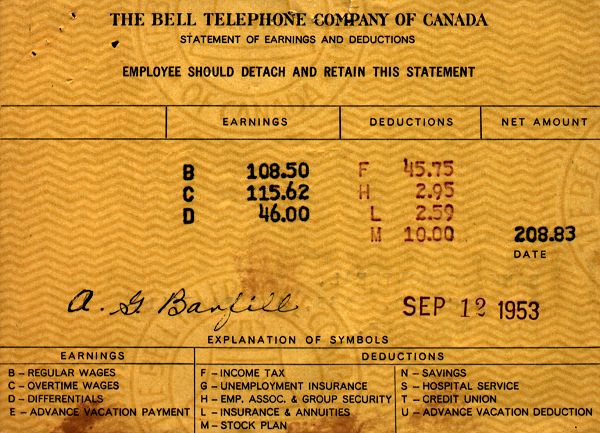 THE BELL TELEPHONE COMPANY OF CANADA
STATEMENT OF EARNINGS AND DEDUCTIONS
EMPLOYEE SHOULD DETACH AND RETAIN THIS STATEMENT
EARNINGS DEDUCTIONS NET AMOUNT
B 108.50 F 45.75
C 115.62 H 2.95
D 46.00 L 2.59
M 10.00 208.83
DATE
A. G. Banfill SEP 12 1953
EXPLANATION OF SYMBOLS
EARNINGS DEDUCTIONS
B – REGULAR WAGES F – INCOME TAX N – SAVINGS
C – OVERTIME WAGES G – UNEMPLOYMENT INSURANCE S – HOSPITAL SERVICE
D – DIFFERENTIALS H – EMP. ASSOC. & GROUP SECURITY T – CREDIT UNION
E – ADVANCE VACATION PAYMENT L – INSURANCE & ANNUITIES U – ADVANCE VACATION DEDUCTION
M – STOCK PLAN